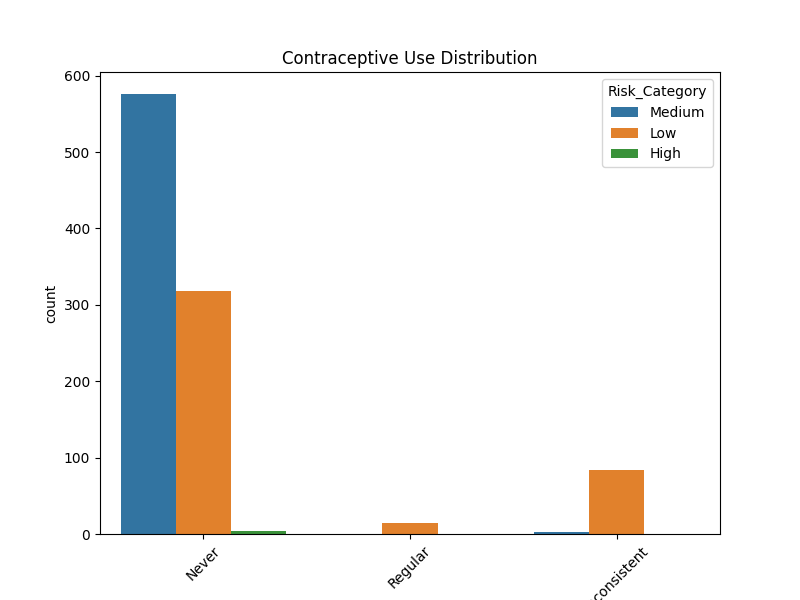 Contraceptive Use Distribution
Risk_Category
Medium
Low
High
600
500
400
300
200
100
0
count
Never
Regular
consistent